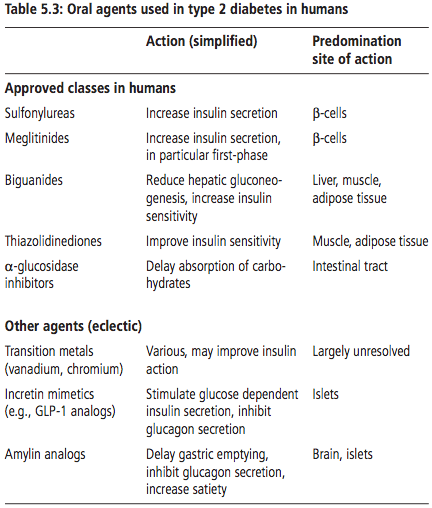 Table 5.3: Oral agents used in type 2 diabetes in humans
Action (simplified) Predomination
site of action
Approved classes in humans
Sulfonylureas Increase insulin secretion β-cells
Meglitinides Increase insulin secretion, β-cells
in particular first-phase
Biguanides Reduce hepatic gluconeo- Liver, muscle,
genesis, increase insulin adipose tissue
sensitivity
Thiazolidinediones Improve insulin sensitivity Muscle, adipose tissue
α-glucosidase Delay absorption of carbo- Intestinal tract
inhibitors hydrates
Other agents (eclectic)
Transition metals Various, may improve insulin Largely unresolved
(vanadium, chromium) action
Incretin mimetics Stimulate glucose dependent Islets
(e.g., GLP-1 analogs) insulin secretion, inhibit
glucagon secretion
Amylin analogs Delay gastric emptying, Brain, islets
inhibit glucagon secretion,
increase satiety